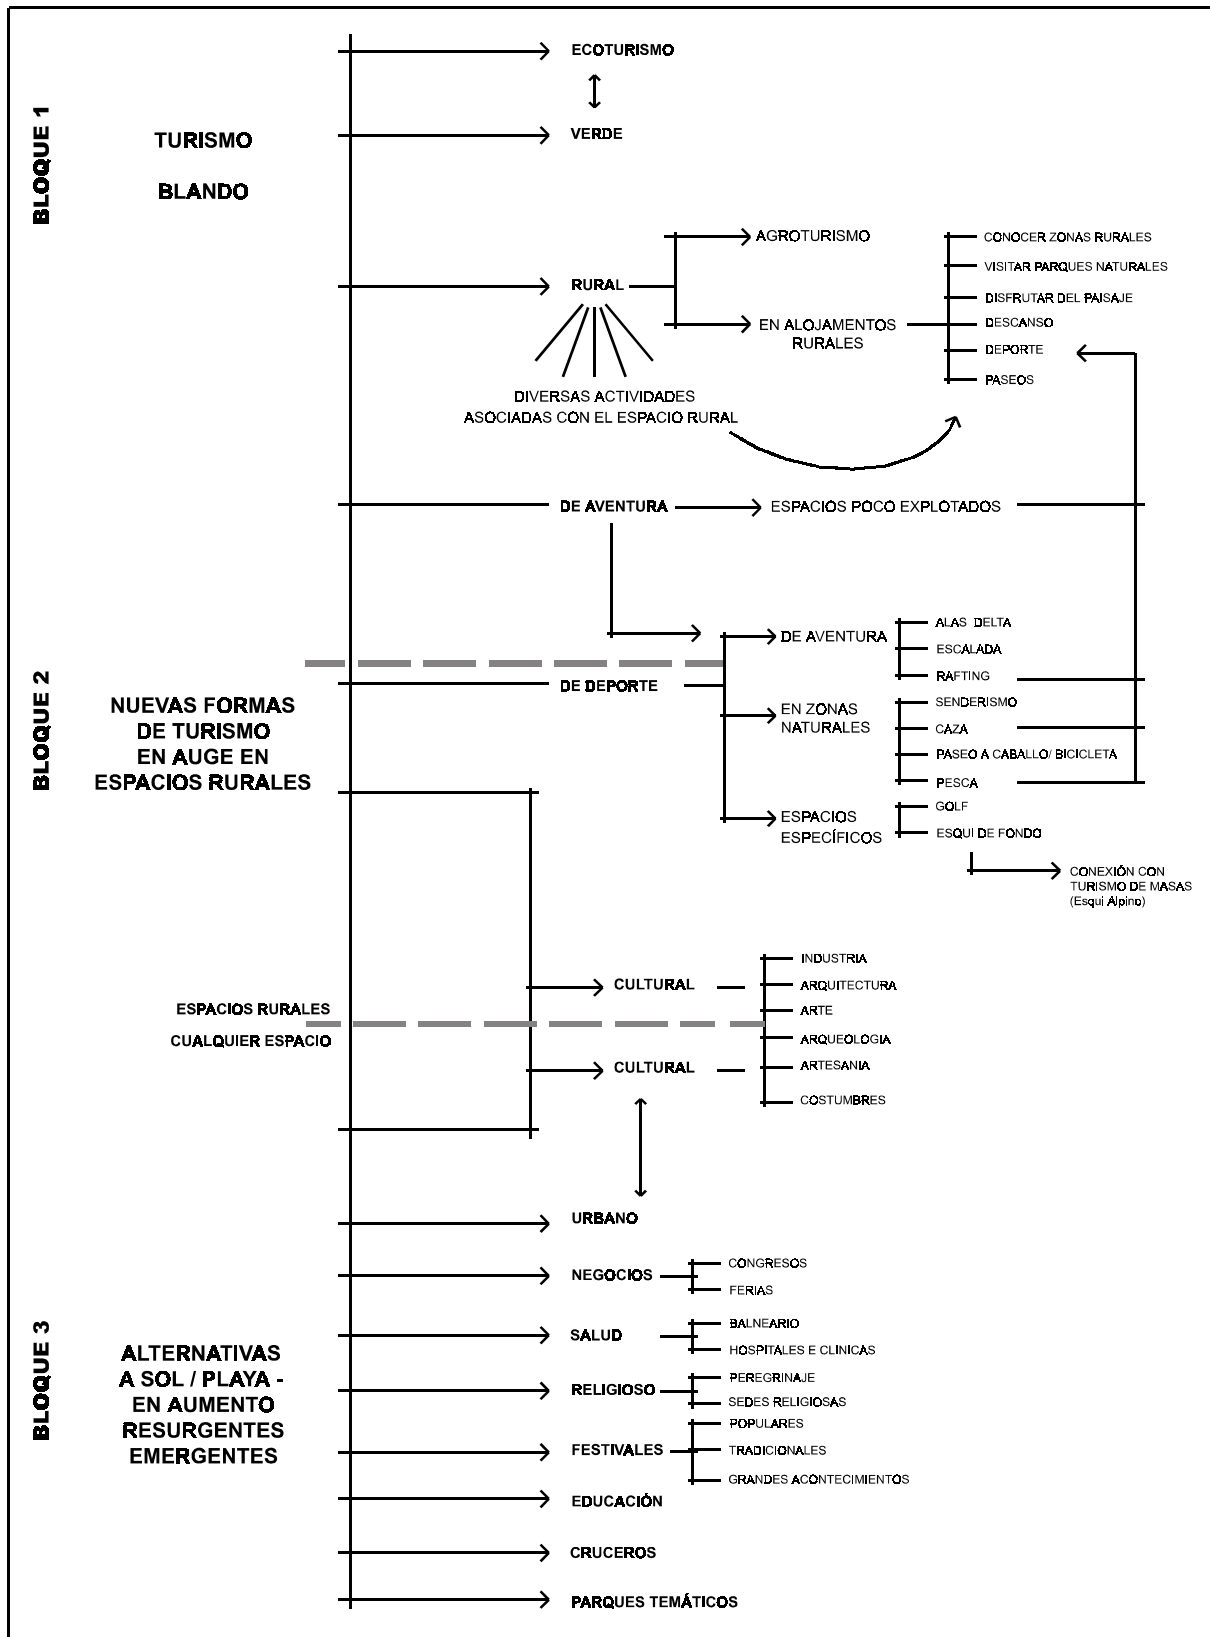 BLOQUE 1
TURISMO
BLANDO
ECOTURISMO
VERDE
RURAL
AGROTURISMO
EN ALOJAMENTOS
RURALES
CONOCER ZONAS RURALES
VISITAR PARQUES NATURALES
DISFRUTAR DEL PAISAJE
DESCANSO
DEPORTE
PASEOS
DIVERSAS ACTIVIDADES
ASOCIADAS CON EL ESPACIO RURAL
BLOQUE 2
NUEVAS FORMAS
DE TURISMO
EN AUGE EN
ESPACIOS RURALES
DE AVENTURA
ESPACIOS POCO EXPLOTADOS
DE DEPORTE
DE AVENTURA
ALAS DELTA
ESCALADA
RAFTING
EN ZONAS
NATURALES
SENDERISMO
CAZA
PASEO A CABALLO/ BICICLETA
PESCA
ESPACIOS
ESPECÍFICOS
GOLF
ESQUI DE FONDO
CONEXIÓN CON
TURISMO DE MASAS
(Esqui Alpino)
ESPACIOS RURALES
CUALQUIER ESPACIO
CULTURAL
CULTURAL
INDUSTRIA
ARQUITECTURA
ARTE
ARQUEOLOGIA
ARTESANIA
COSTUMBRES
BLOQUE 3
ALTERNATIVAS
A SOL / PLAYA -
EN AUMENTO
RESURGENTES
EMERGENTES
URBANO
NEGOCIOS
CONGRESOS
FERIAS
SALUD
BALNEARIO
HOSPITALES E CLINICAS
RELIGIOSO
PEREGRINAJE
SEDES RELIGIOSAS
FESTIVALES
POPULARES
TRADICIONALES
GRANDES ACONTECIMIENTOS
EDUCACIÓN
CRUCEROS
PARQUES TEMÁTICOS